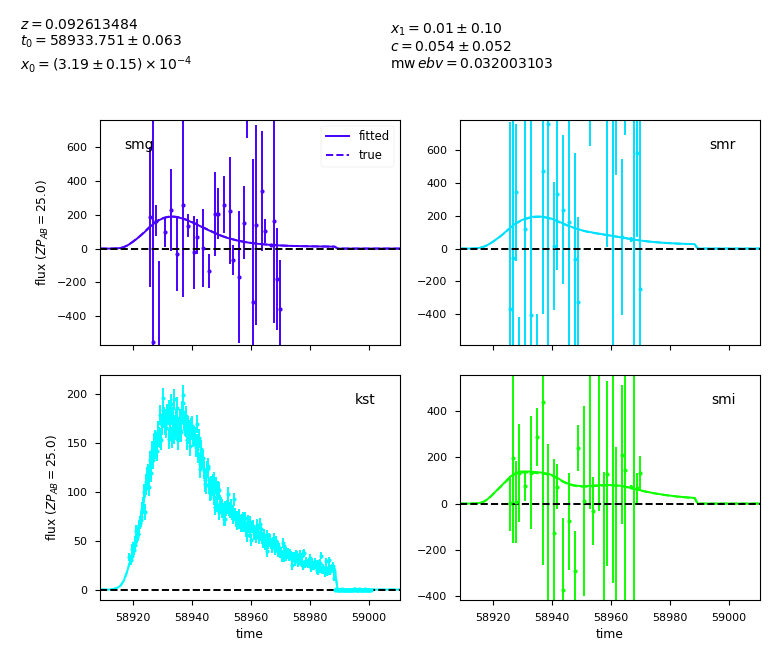 z = 0.092613484
t₀ = 58933.751 ± 0.063
x₀ = (3.19 ± 0.15) × 10⁻⁴
x₁ = 0.01 ± 0.10
c = 0.054 ± 0.052
mw ebv = 0.032003103
smg
fitted
true
600
400
200
0
−200
−400
flux (ZP_AB = 25.0)
smr
600
400
200
0
−200
−400
kst
200
150
100
50
0
flux (ZP_AB = 25.0)
58920 58940 58960 58980 59000
time
smi
400
200
0
−200
−400
58920 58940 58960 58980 59000
time